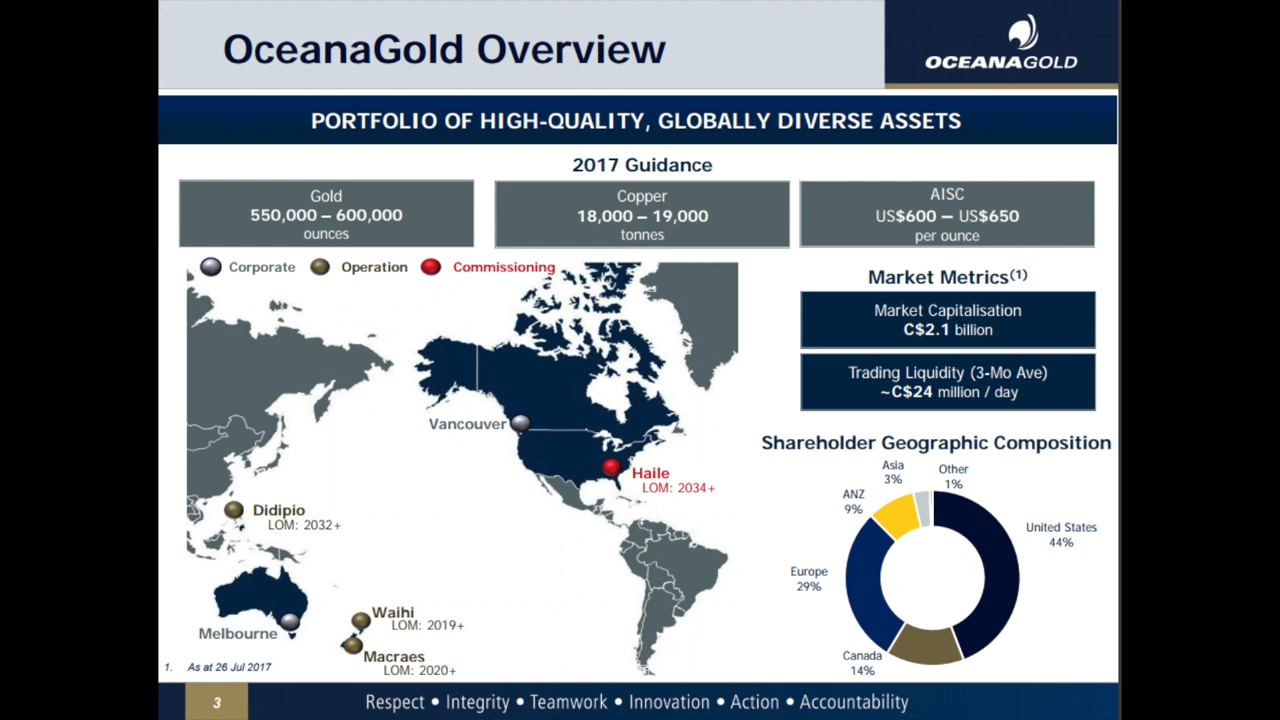 OceanaGold Overview
OCEANAGOLD
PORTFOLIO OF HIGH-QUALITY, GLOBALLY DIVERSE ASSETS
2017 Guidance
Gold
550,000 – 600,000
ounces
Copper
18,000 – 19,000
tonnes
AISC
US$600 – US$650
per ounce
Corporate
Operation
Commissioning
Vancouver
Haile
LOM: 2034+
Didipio
LOM: 2032+
Melbourne
Waihi
LOM: 2019+
Macraes
LOM: 2020+
Market Metrics(1)
Market Capitalisation
C$2.1 billion
Trading Liquidity (3-Mo Ave)
~C$24 million / day
Shareholder Geographic Composition
Asia
3%
Other
1%
ANZ
9%
United States
44%
Europe
29%
Canada
14%
1. As at 26 Jul 2017
3
Respect • Integrity • Teamwork • Innovation • Action • Accountability